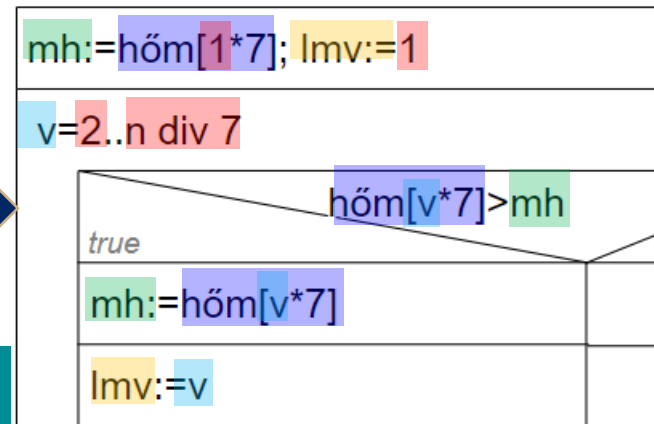 mh:=hőm[1*7]; lmv:=1
v=2..n div 7
hőm[v*7]>mh
true
mh:=hőm[v*7]
lmv:=v